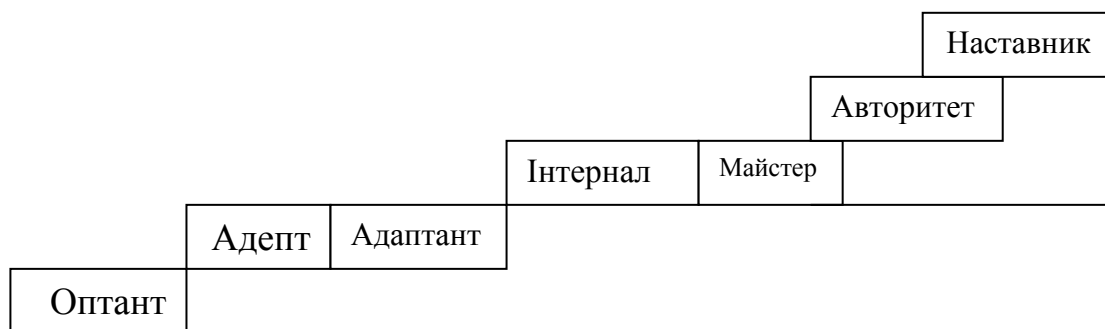 Наставник
Авторитет
Інтернал Майстер
Адепт Адаптант
Оптант